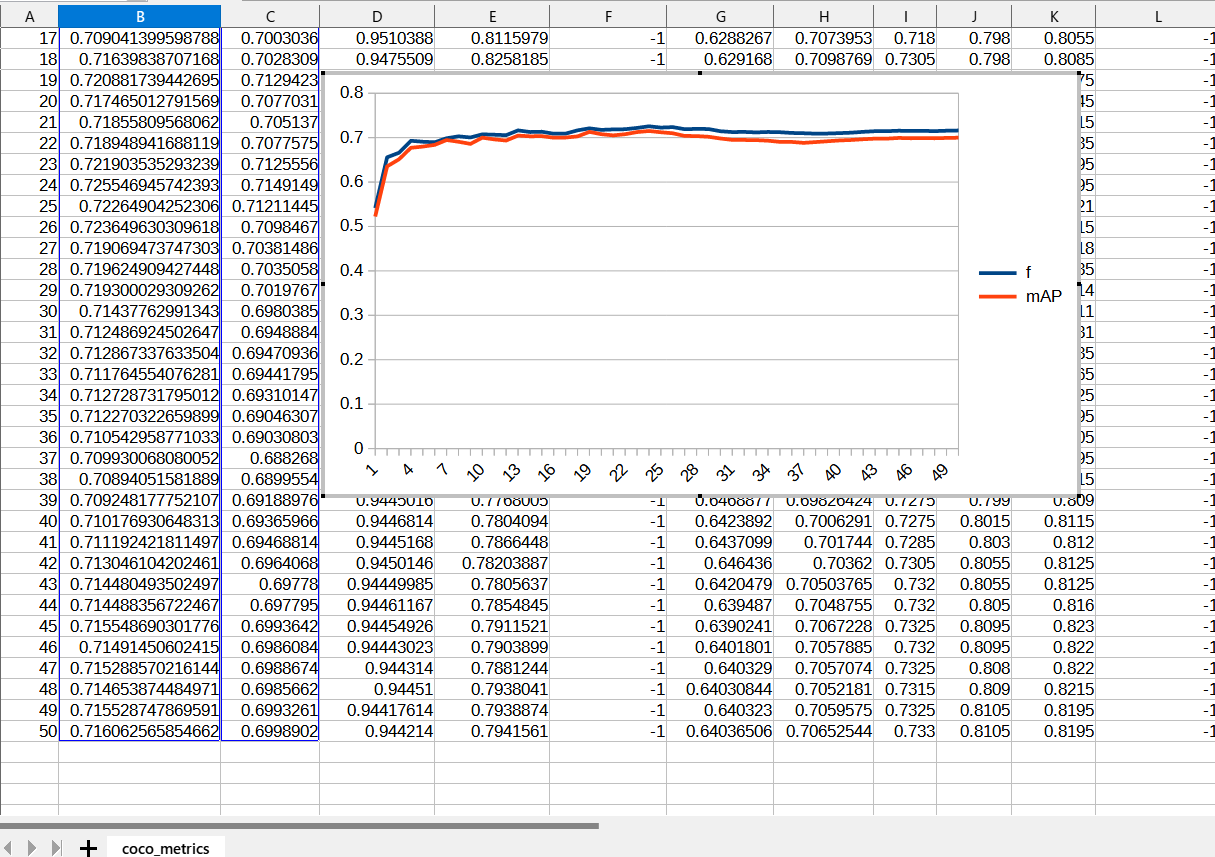 A B C D E F G H I J K L
17 0.709041399598788 0.7003036 0.9510388 0.8115979 -1 0.6288267 0.7073953 0.718 0.798 0.8055 -1
18 0.71639838707168 0.7028309 0.9475509 0.8258185 -1 0.629168 0.7098769 0.7305 0.798 0.8085 -1
19 0.720881739442695 0.7129423 75 -1
20 0.717465012791569 0.7077031 45 -1
21 0.71855809568062 0.705137 15 -1
22 0.718948941688119 0.7077575 35 -1
23 0.721903535293239 0.7125556 95 -1
24 0.725546945742393 0.7149149 95 -1
25 0.72264904252306 0.71211445 21 -1
26 0.723649630309618 0.7098467 15 -1
27 0.719069473747303 0.70381486 18 -1
28 0.719624909427448 0.7035058 35 -1
29 0.719300029309262 0.7019767 14 -1
30 0.71437762991343 0.6980385 11 -1
31 0.712486924502647 0.6948884 31 -1
32 0.712867337633504 0.69470936 35 -1
33 0.711764554076281 0.69441795 65 -1
34 0.712728731795012 0.69310147 25 -1
35 0.712270322659899 0.69046307 95 -1
36 0.710542958771033 0.69030803 05 -1
37 0.709930068080052 0.688268 95 -1
38 0.708940151581889 0.6899554 15 -1
39 0.709248177752107 0.69188976 0.9445016 0.7768005 -1 0.6468877 0.69826424 0.7275 0.799 0.809 -1
40 0.710176930648313 0.69365966 0.9446814 0.7804094 -1 0.6423892 0.7006291 0.7275 0.8015 0.8115 -1
41 0.711192421811497 0.69468814 0.9445168 0.7866448 -1 0.6437099 0.701744 0.7285 0.803 0.812 -1
42 0.713046104202461 0.6964068 0.9450146 0.78203887 -1 0.646436 0.70362 0.7305 0.8055 0.8125 -1
43 0.714480493502497 0.69778 0.94449985 0.7805637 -1 0.6420479 0.70503765 0.732 0.8055 0.8125 -1
44 0.714488356722467 0.697795 0.94461167 0.7854845 -1 0.639487 0.7048755 0.732 0.805 0.816 -1
45 0.715548690301776 0.6993642 0.94454926 0.7911521 -1 0.6390241 0.7067228 0.7325 0.8095 0.823 -1
46 0.71491450602415 0.6986084 0.94443023 0.7903899 -1 0.6401801 0.7057885 0.732 0.8095 0.822 -1
47 0.715288570216144 0.6988674 0.944314 0.7881244 -1 0.640329 0.7057074 0.7325 0.808 0.822 -1
48 0.714653874484971 0.6985662 0.94451 0.7938041 -1 0.64030844 0.7052181 0.7315 0.809 0.8215 -1
49 0.715528747869591 0.6993261 0.94417614 0.7938874 -1 0.640323 0.7059575 0.7325 0.8105 0.8195 -1
50 0.716062565854662 0.6998902 0.944214 0.7941561 -1 0.64036506 0.70652544 0.733 0.8105 0.8195 -1
0.8
0.7
0.6
0.5
0.4
0.3
0.2
0.1
0
1 4 7 10 13 16 19 22 25 28 31 34 37 40 43 46 49
f
mAP
coco_metrics